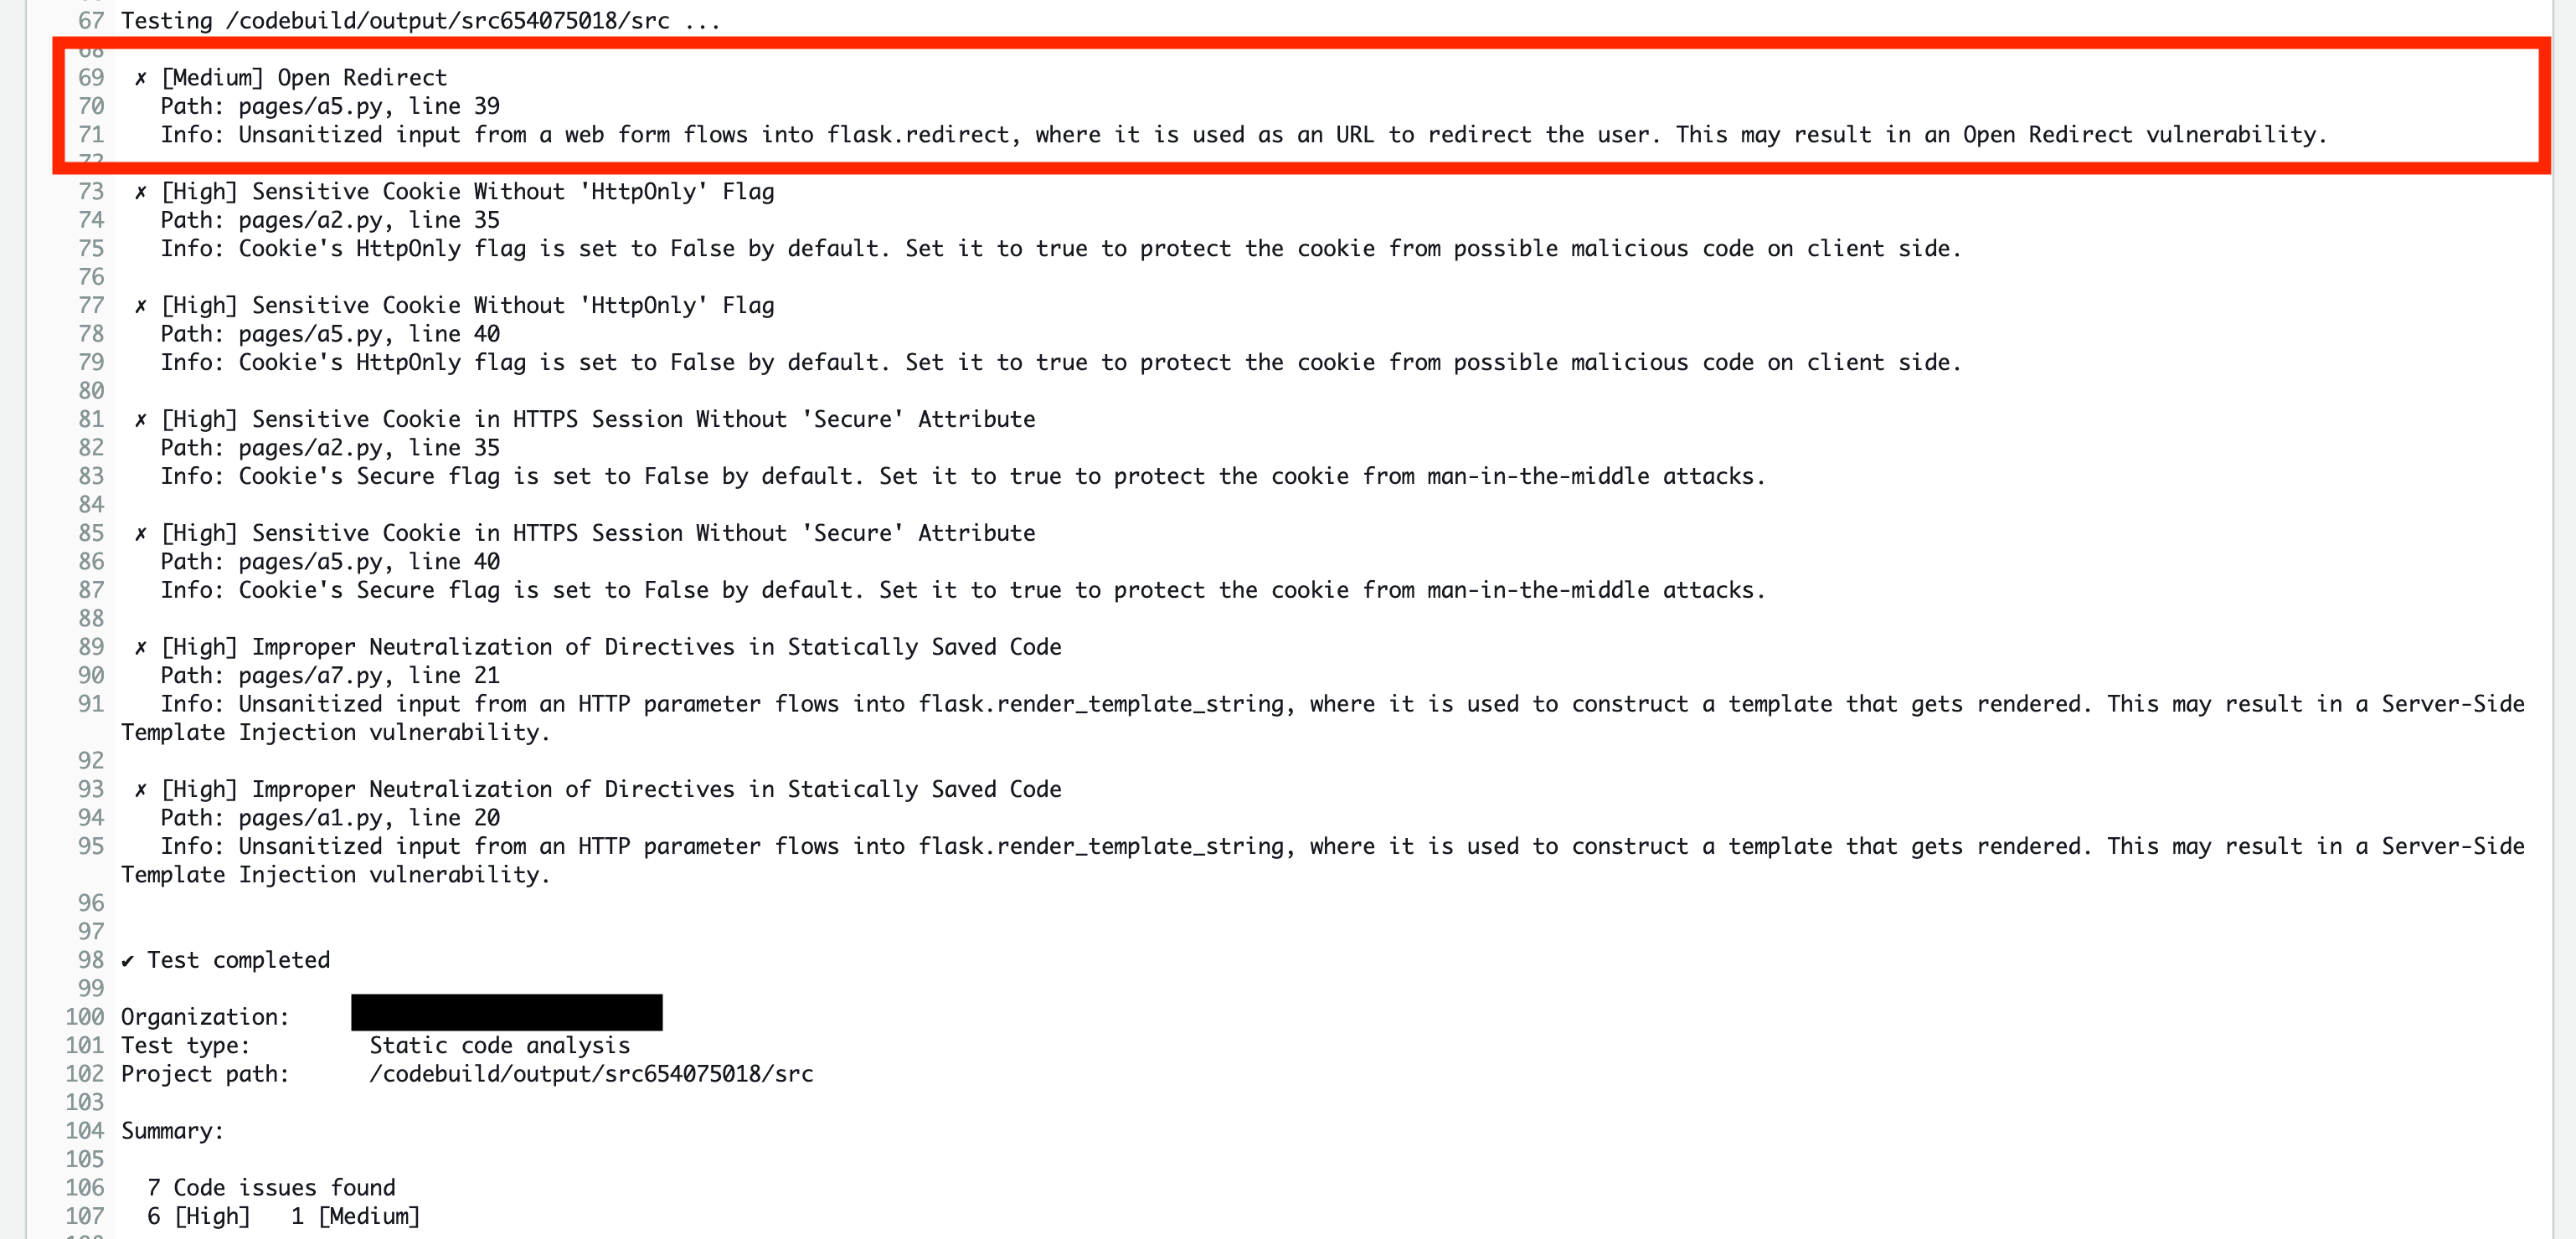 67 Testing /codebuild/output/src654075018/src ...
68
69 ✗ [Medium] Open Redirect
70 Path: pages/a5.py, line 39
71 Info: Unsanitized input from a web form flows into flask.redirect, where it is used as an URL to redirect the user. This may result in an Open Redirect vulnerability.
72
73 ✗ [High] Sensitive Cookie Without 'HttpOnly' Flag
74 Path: pages/a2.py, line 35
75 Info: Cookie's HttpOnly flag is set to False by default. Set it to true to protect the cookie from possible malicious code on client side.
76
77 ✗ [High] Sensitive Cookie Without 'HttpOnly' Flag
78 Path: pages/a5.py, line 40
79 Info: Cookie's HttpOnly flag is set to False by default. Set it to true to protect the cookie from possible malicious code on client side.
80
81 ✗ [High] Sensitive Cookie in HTTPS Session Without 'Secure' Attribute
82 Path: pages/a2.py, line 35
83 Info: Cookie's Secure flag is set to False by default. Set it to true to protect the cookie from man-in-the-middle attacks.
84
85 ✗ [High] Sensitive Cookie in HTTPS Session Without 'Secure' Attribute
86 Path: pages/a5.py, line 40
87 Info: Cookie's Secure flag is set to False by default. Set it to true to protect the cookie from man-in-the-middle attacks.
88
89 ✗ [High] Improper Neutralization of Directives in Statically Saved Code
90 Path: pages/a7.py, line 21
91 Info: Unsanitized input from an HTTP parameter flows into flask.render_template_string, where it is used to construct a template that gets rendered. This may result in a Server-Side
Template Injection vulnerability.
92
93 ✗ [High] Improper Neutralization of Directives in Statically Saved Code
94 Path: pages/a1.py, line 20
95 Info: Unsanitized input from an HTTP parameter flows into flask.render_template_string, where it is used to construct a template that gets rendered. This may result in a Server-Side
Template Injection vulnerability.
96
97
98 ✔ Test completed
99
100 Organization:
101 Test type: Static code analysis
102 Project path: /codebuild/output/src654075018/src
103
104 Summary:
105
106 7 Code issues found
107 6 [High] 1 [Medium]